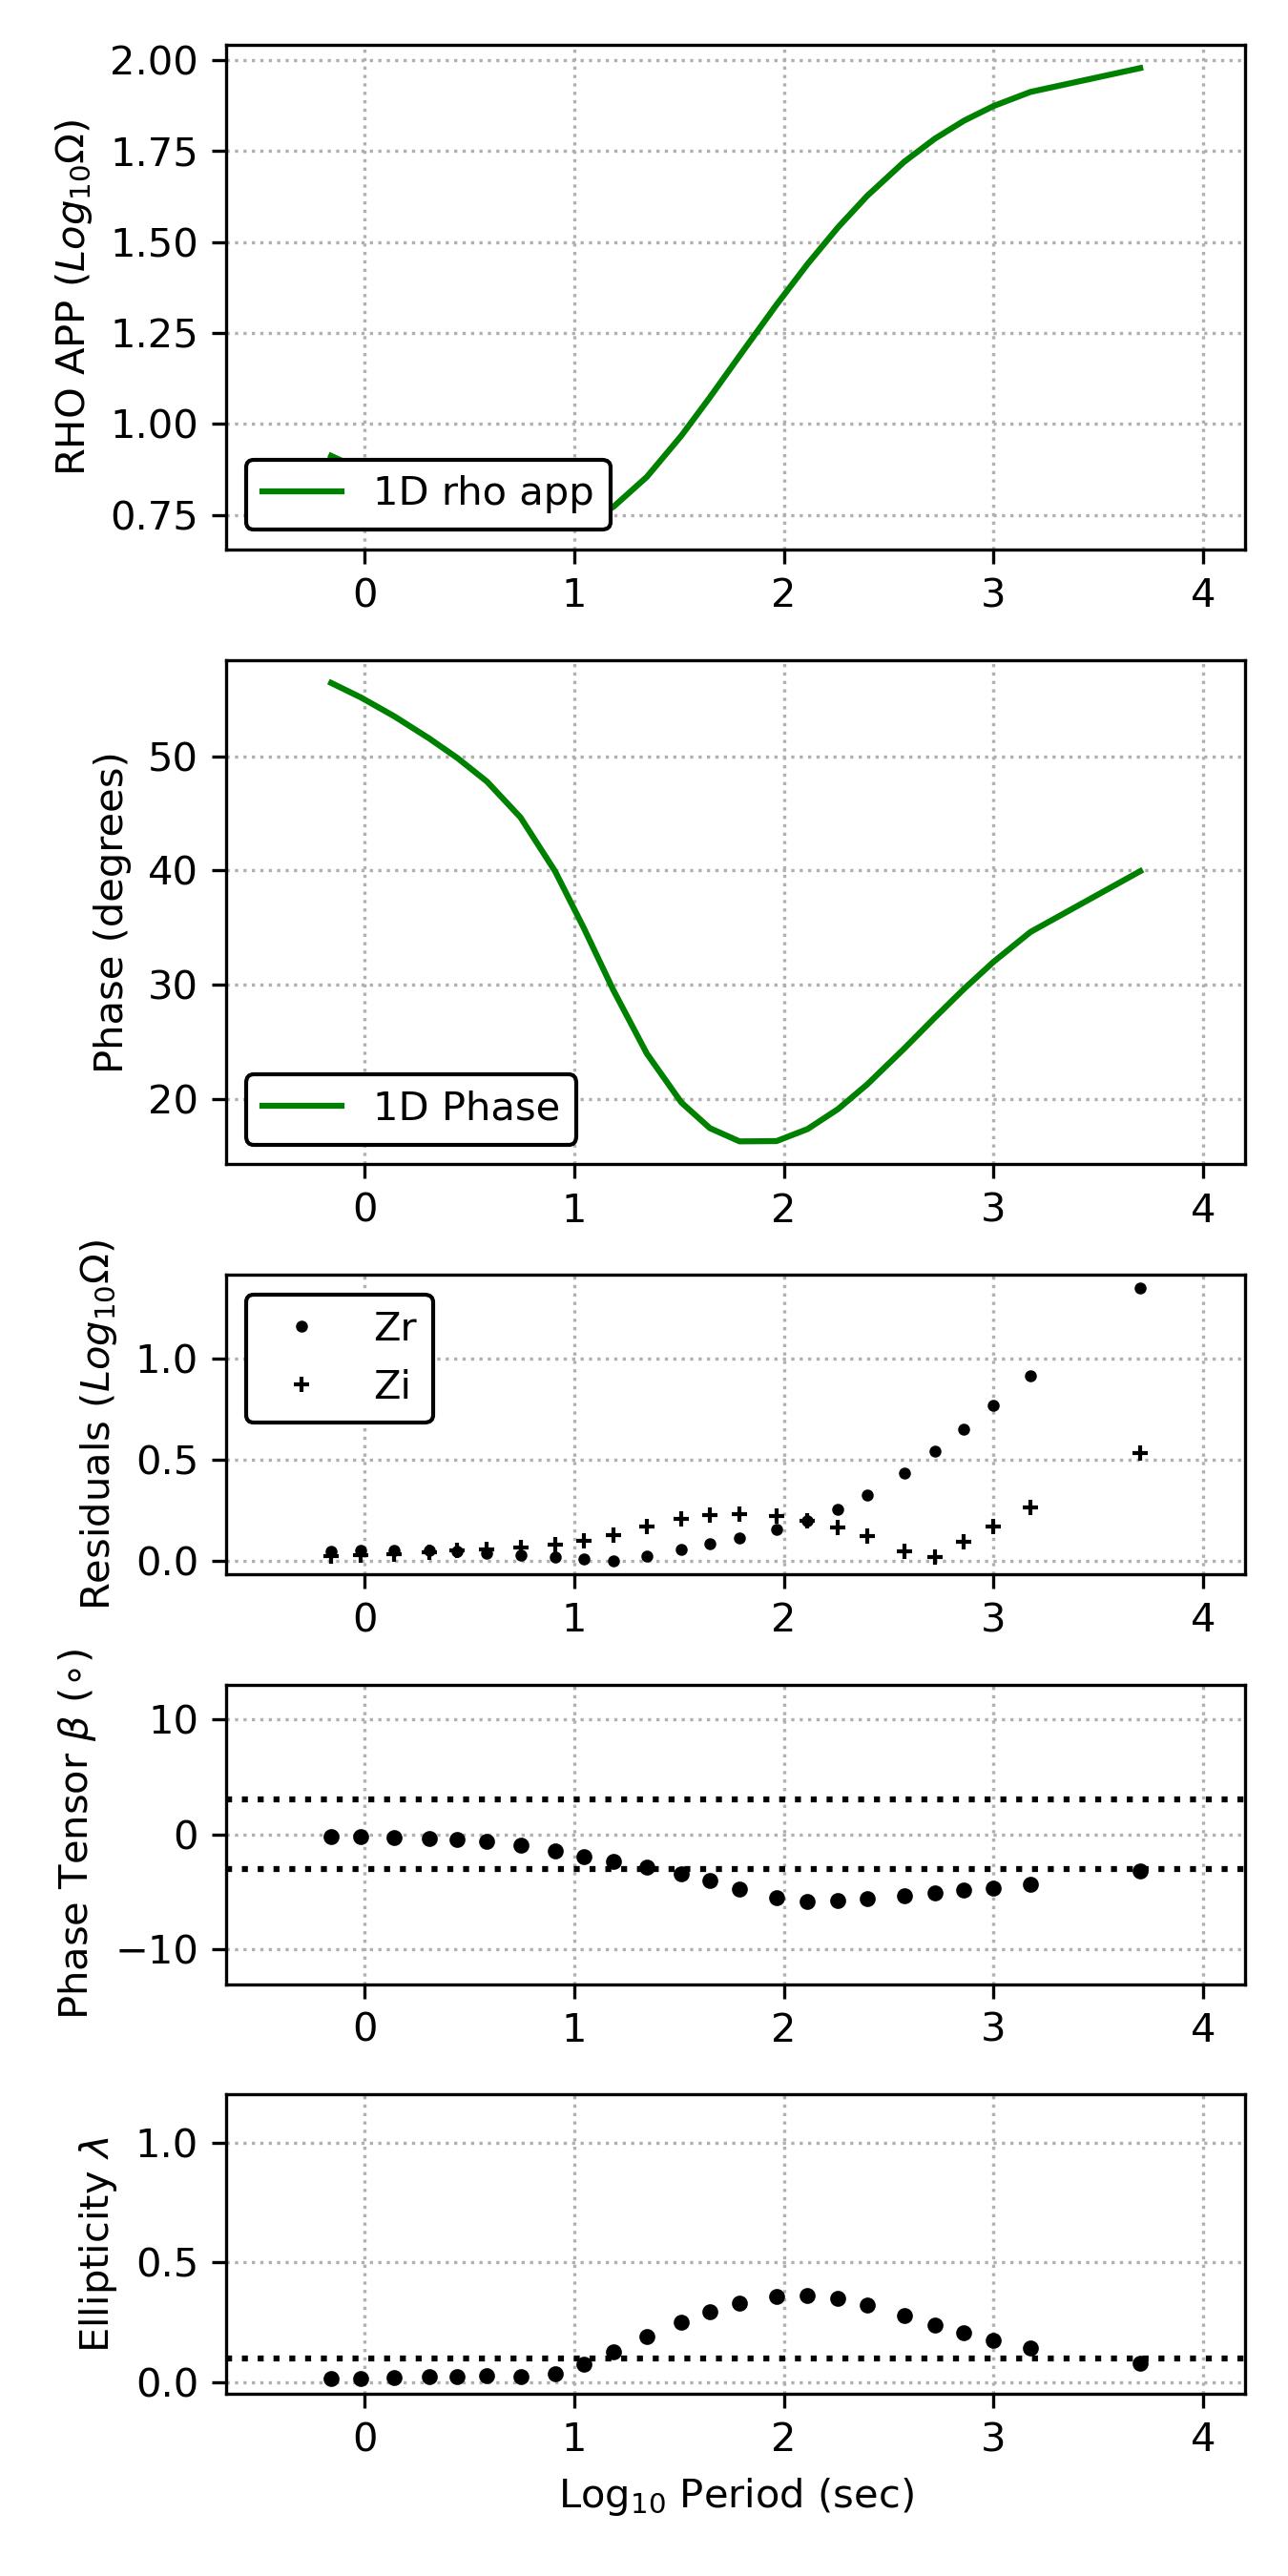 2.00
1.75
1.50
1.25
1.00
0.75
RHO APP (Log₁₀Ω)
1D rho app
0 1 2 3 4
50
40
30
20
Phase (degrees)
1D Phase
0 1 2 3 4
1.0
0.5
0.0
Residuals (Log₁₀Ω)
Zr
Zi
0 1 2 3 4
10
0
−10
Phase Tensor β (∘)
0 1 2 3 4
1.0
0.5
0.0
Ellipticity λ
0 1 2 3 4
Log₁₀ Period (sec)